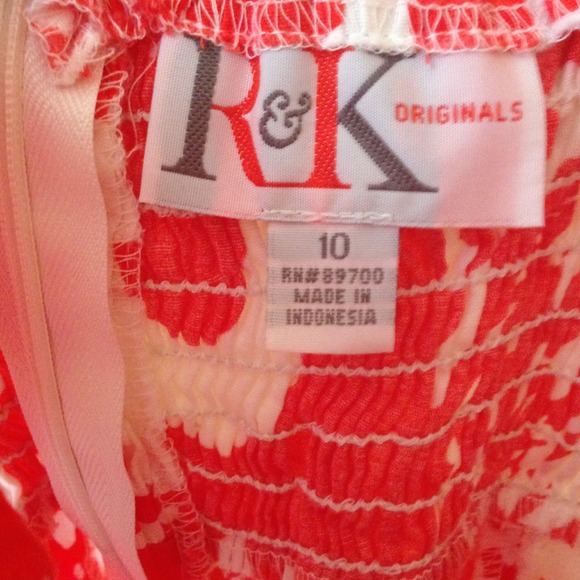 R&K ORIGINALS
10
RN#89700
MADE IN
INDONESIA